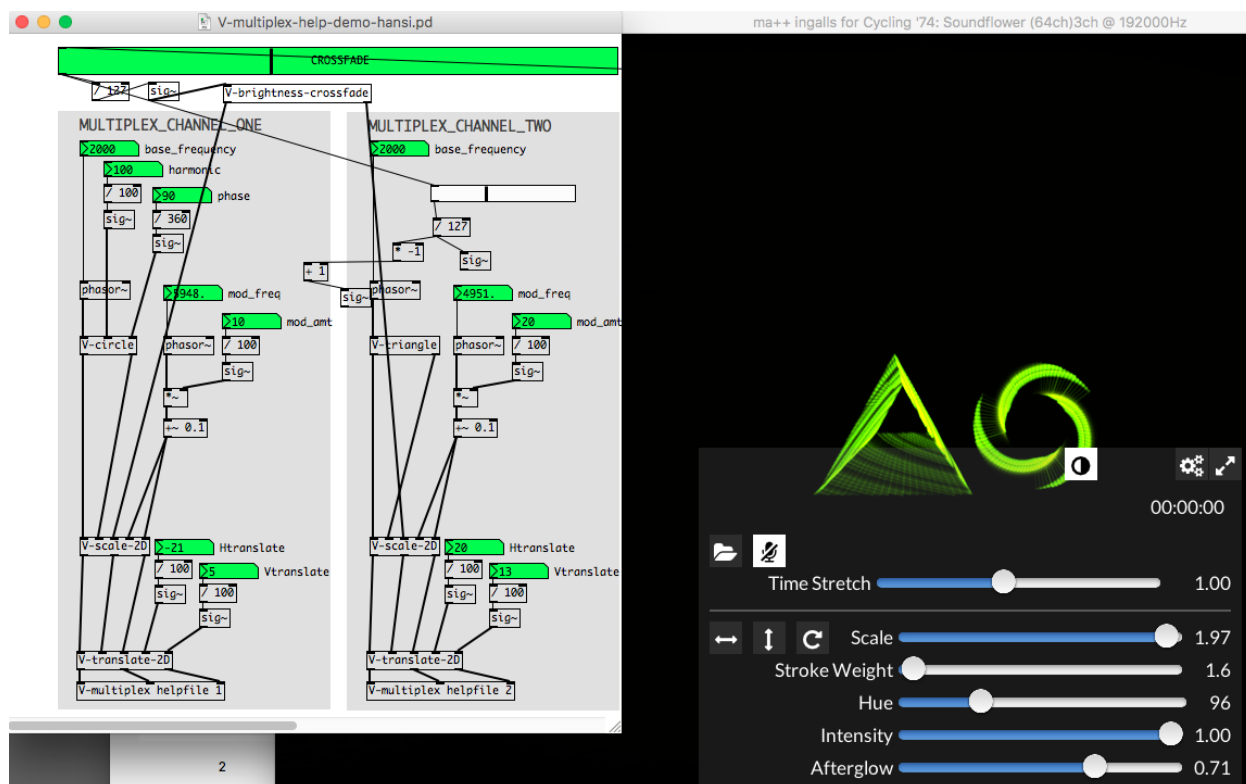 V-multiplex-help-demo-hansi.pd
CROSSFADE
/ 127 sig~
V-brightness-crossfade
MULTIPLEX_CHANNEL_ONE
2000 base_frequency
100 harmonic
/ 100
90 phase
sig~
/ 360
sig~
phasor~
5948. mod_freq
10 mod_amt
V-circle
phasor~
/ 100
sig~
*~
+~ 0.1
V-scale-2D
-21 Htranslate
/ 100
5 Vtranslate
sig~
/ 100
sig~
V-translate-2D
V-multiplex helpfile 1
MULTIPLEX_CHANNEL_TWO
2000 base_frequency
/ 127
* -1
sig~
+ 1
sig~
phasor~
4951. mod_freq
20 mod_amt
V-triangle
phasor~
/ 100
sig~
*~
+~ 0.1
V-scale-2D
20 Htranslate
/ 100
13 Vtranslate
sig~
/ 100
sig~
V-translate-2D
V-multiplex helpfile 2
2
ma++ ingalls for Cycling '74: Soundflower (64ch)3ch @ 192000Hz
00:00:00
Time Stretch 1.00
Scale 1.97
Stroke Weight 1.6
Hue 96
Intensity 1.00
Afterglow 0.71